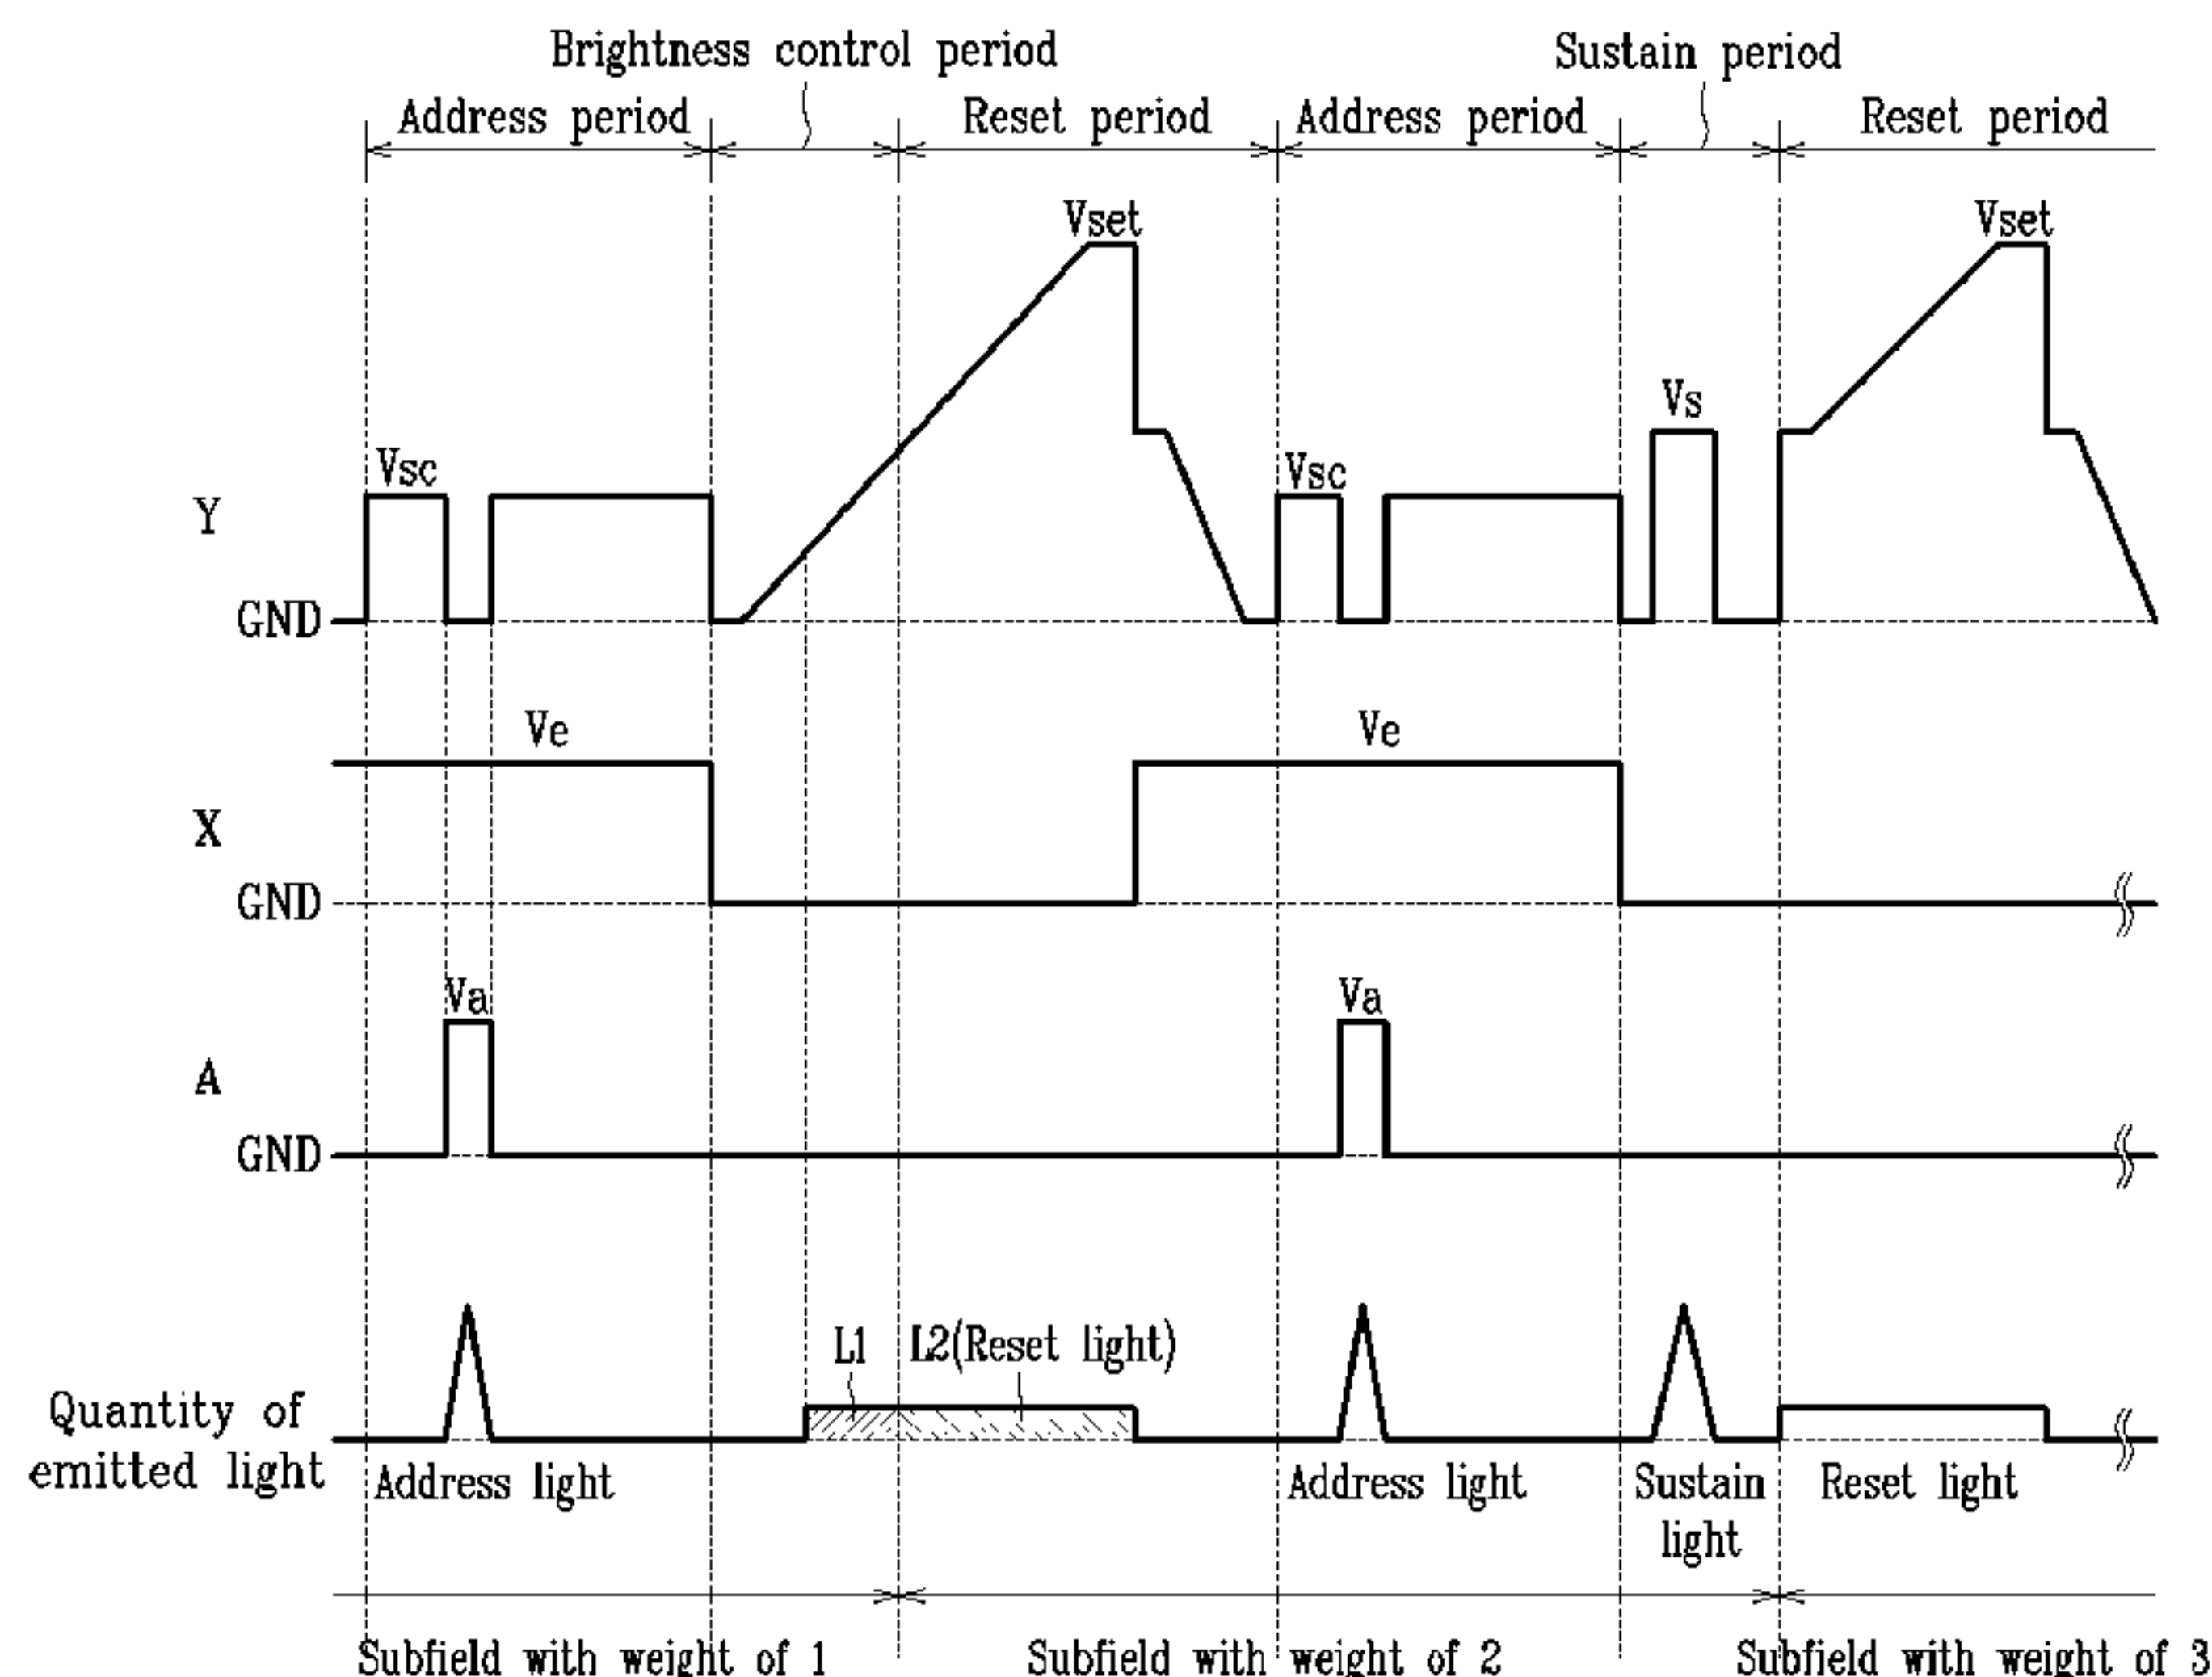 Brightness control period
Sustain period
Address period
Reset period
Address period
Reset period
Vset
Vset
Vs
Vsc
Vsc
Y
GND
Ve
Ve
X
GND
Va
Va
A
GND
L1
L2(Reset light)
Quantity of
emitted light
Address light
Address light
Sustain
light
Reset light
Subfield with weight of 1
Subfield with weight of 2
Subfield with weight of 3